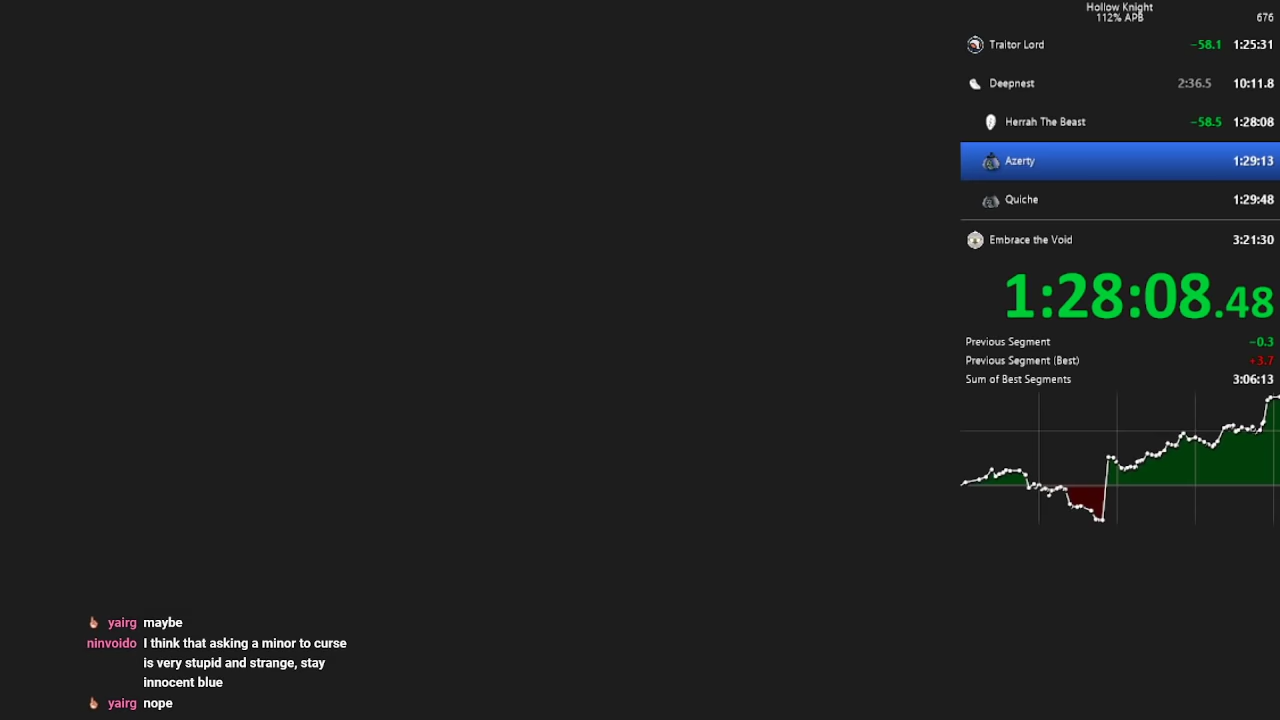 Hollow Knight
112% APB
676
Traitor Lord −58.1 1:25:31
Deepnest 2:36.5 10:11.8
Herrah The Beast −58.5 1:28:08
Azerty 1:29:13
Quiche 1:29:48
Embrace the Void 3:21:30
1:28:08.48
Previous Segment −0.3
Previous Segment (Best) +3.7
Sum of Best Segments 3:06:13
yairg maybe
ninvoido I think that asking a minor to curse
is very stupid and strange, stay
innocent blue
yairg nope